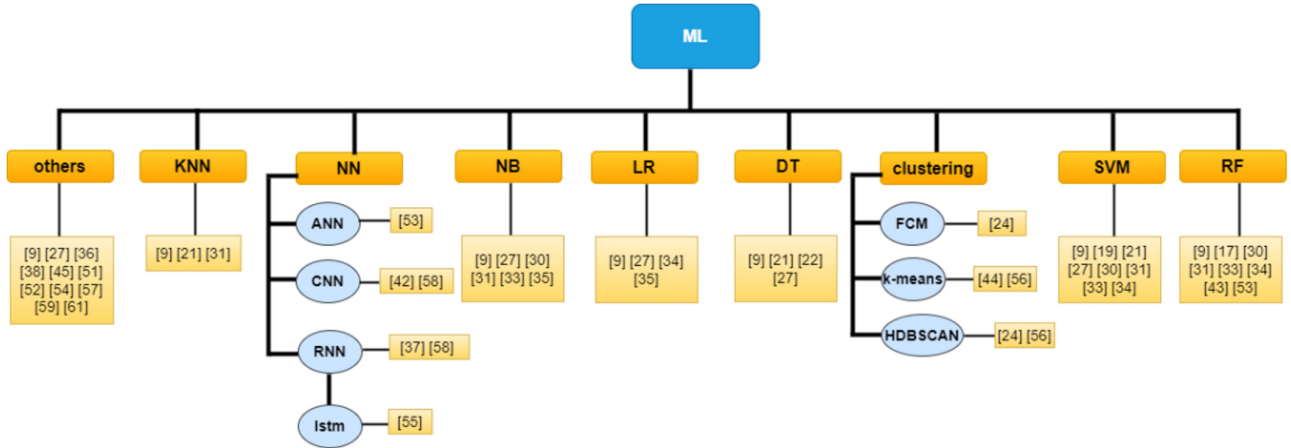 ML
others
KNN
NN
NB
LR
DT
clustering
SVM
RF
[9] [27] [36]
[38] [45] [51]
[52] [54] [57]
[59] [61]
[9] [21] [31]
ANN
[53]
CNN
[42] [58]
RNN
[37] [58]
lstm
[55]
[9] [27] [30]
[31] [33] [35]
[9] [27] [34]
[35]
[9] [21] [22]
[27]
FCM
[24]
k-means
[44] [56]
HDBSCAN
[24] [56]
[9] [19] [21]
[27] [30] [31]
[33] [34]
[9] [17] [30]
[31] [33] [34]
[43] [53]